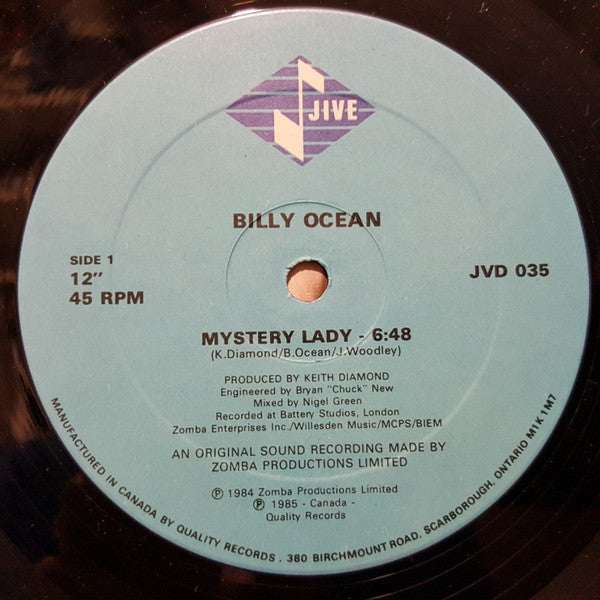 JIVE
BILLY OCEAN
SIDE 1
12"
45 RPM
JVD 035
MYSTERY LADY - 6:48
(K.Diamond/B.Ocean/J.Woodley)
PRODUCED BY KEITH DIAMOND
Engineered by Bryan "Chuck" New
Mixed by Nigel Green
Recorded at Battery Studios, London
Zomba Enterprises Inc./Willesden Music/MCPS/BIEM
AN ORIGINAL SOUND RECORDING MADE BY
ZOMBA PRODUCTIONS LIMITED
℗ 1984 Zomba Productions Limited
℗ 1985 - Canada -
Quality Records
MANUFACTURED IN CANADA BY QUALITY RECORDS , 380 BIRCHMOUNT ROAD, SCARBOROUGH, ONTARIO M1K 1M7